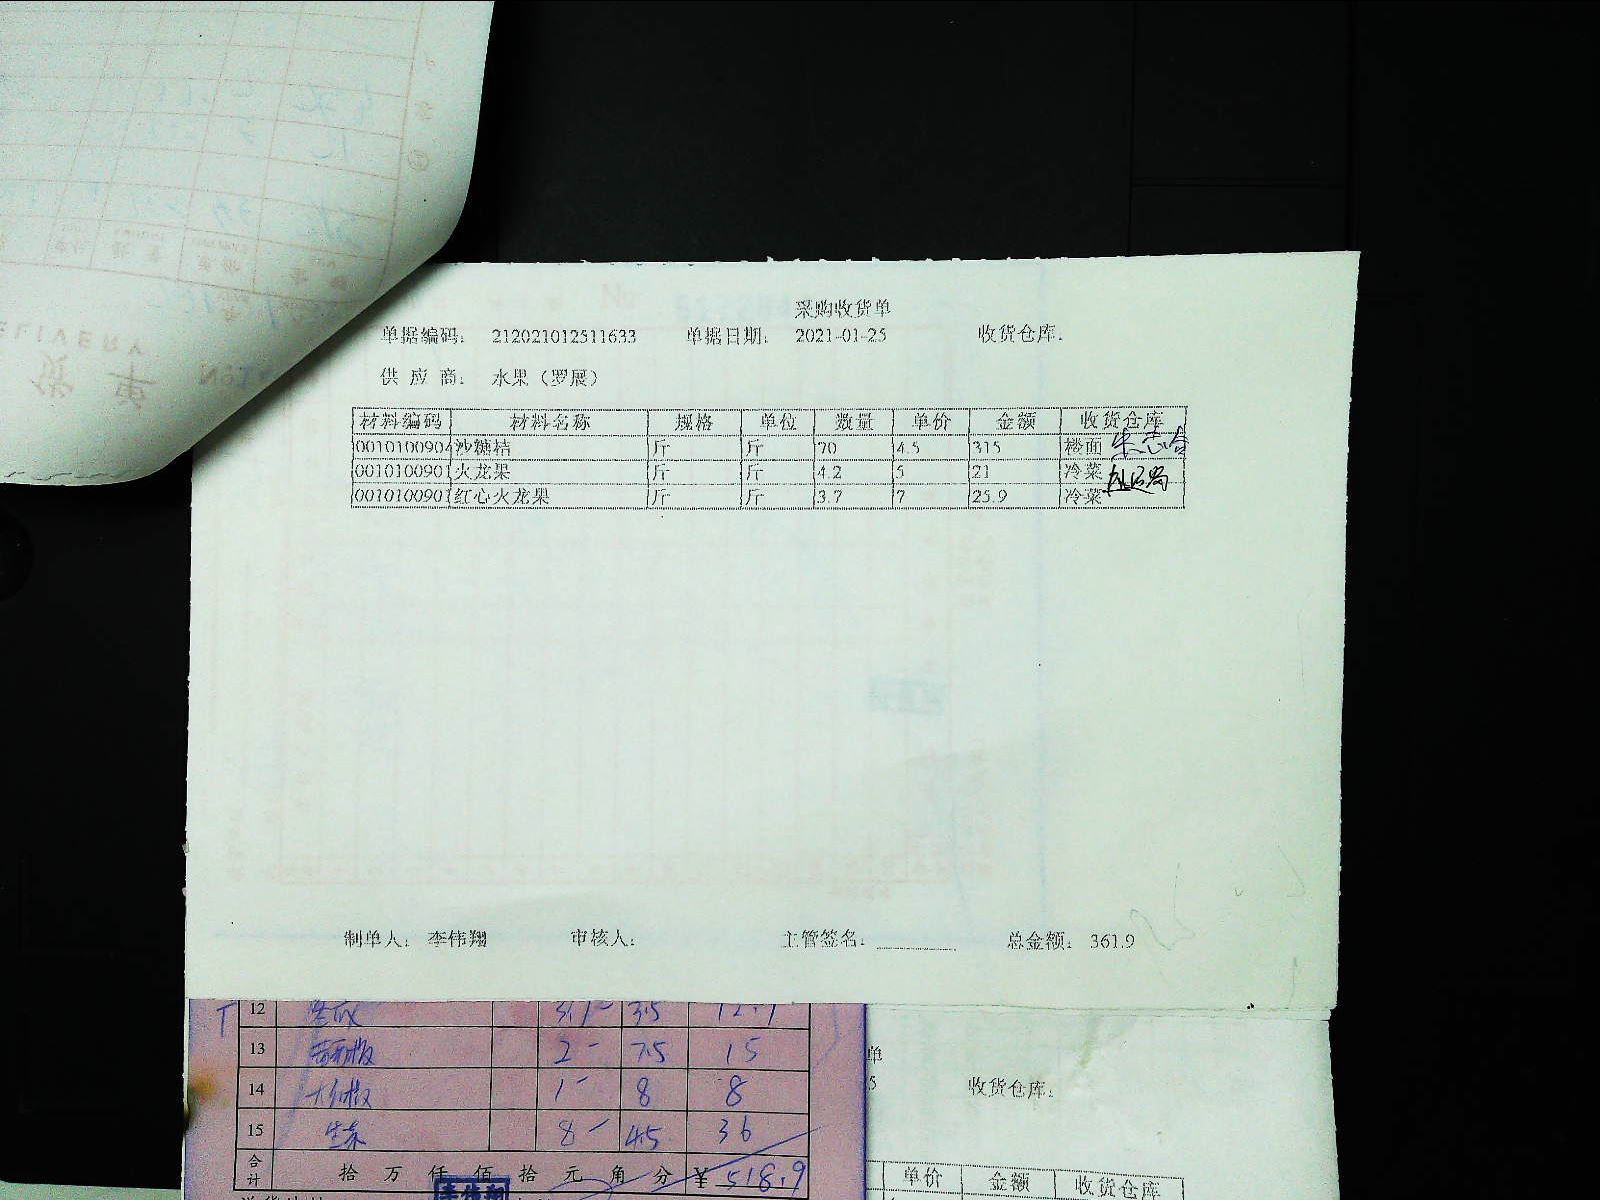 采购收货单
单据编码： 212021012511633 单据日期： 2021-01-25 收货仓库：
供 应 商： 水果（罗展）
材料编码 材料名称 规格 单位 数量 单价 金额 收货仓库
0010100904 沙糖桔 斤 斤 70 4.5 315 楼面
0010100901 火龙果 斤 斤 4.2 5 21 冷菜
0010100901 红心火龙果 斤 斤 3.7 7 25.9 冷菜
制单人： 李伟翔 审核人： 主管签名： 总金额： 361.9
12 3.5
13 2- 7.5 15
14 1- 8 8
15 生菜 8- 4.5 36
合计 拾 万 仟 佰 拾 元 角 分 ¥ 518.9
单
5 收货仓库：
单价 金额 收货仓库